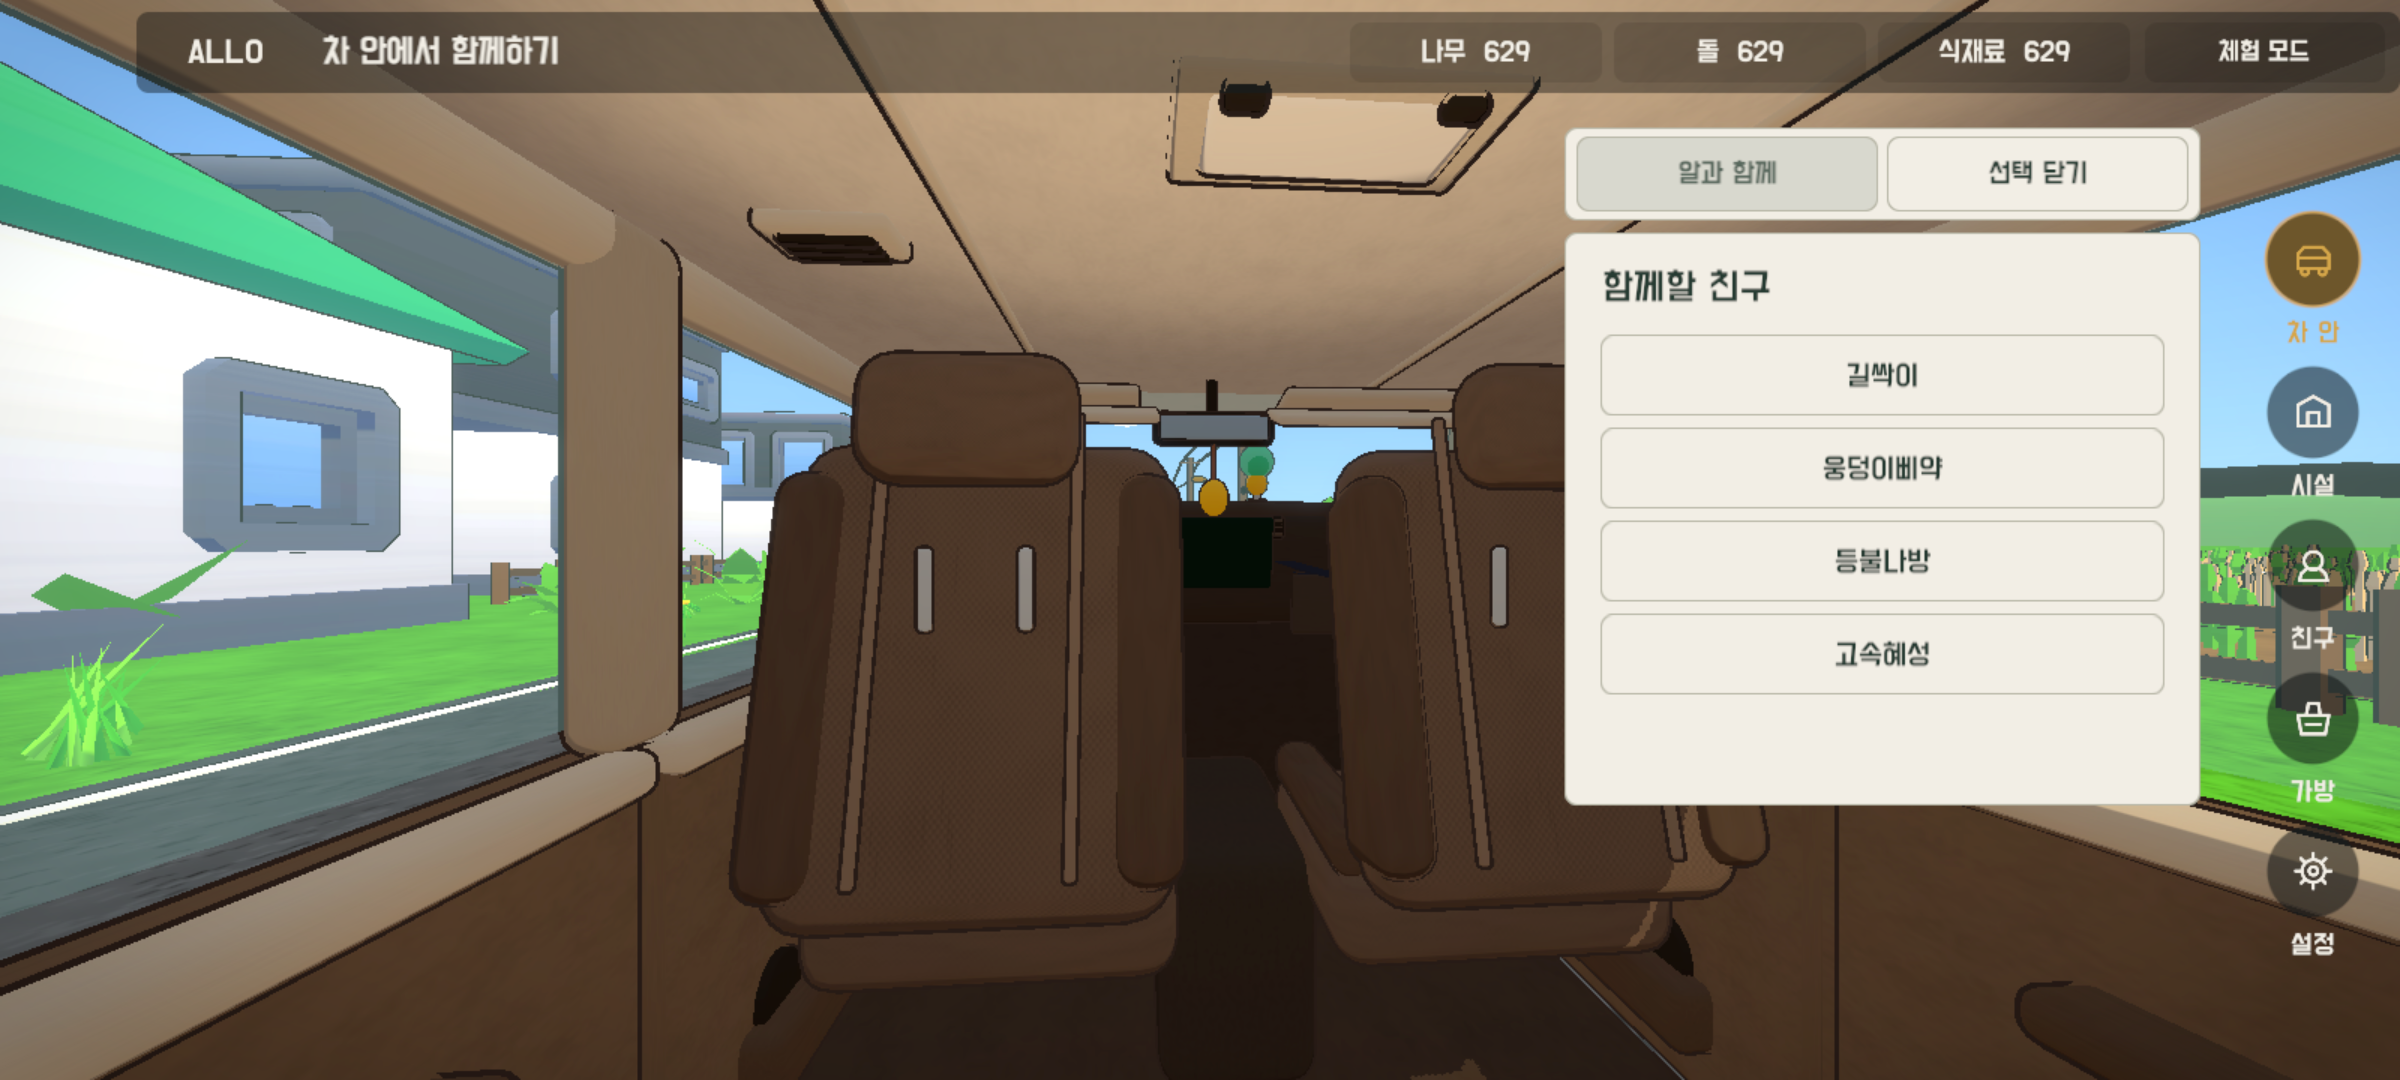 ALLO 차 안에서 함께하기 나무 629 돌 629 식재료 629 체험 모드
알과 함께 선택 닫기
함께할 친구
길싹이
웅덩이삐약
등불나방
고속혜성
차 안
시설
친구
가방
설정